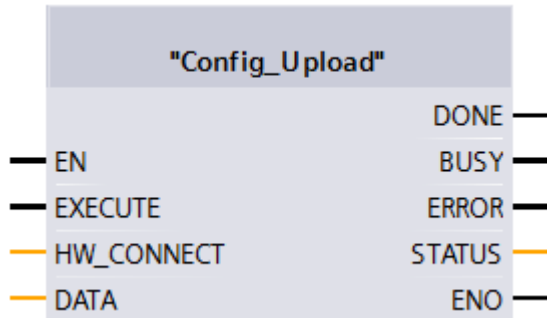 "Config_Upload"
DONE
EN BUSY
EXECUTE ERROR
HW_CONNECT STATUS
DATA ENO